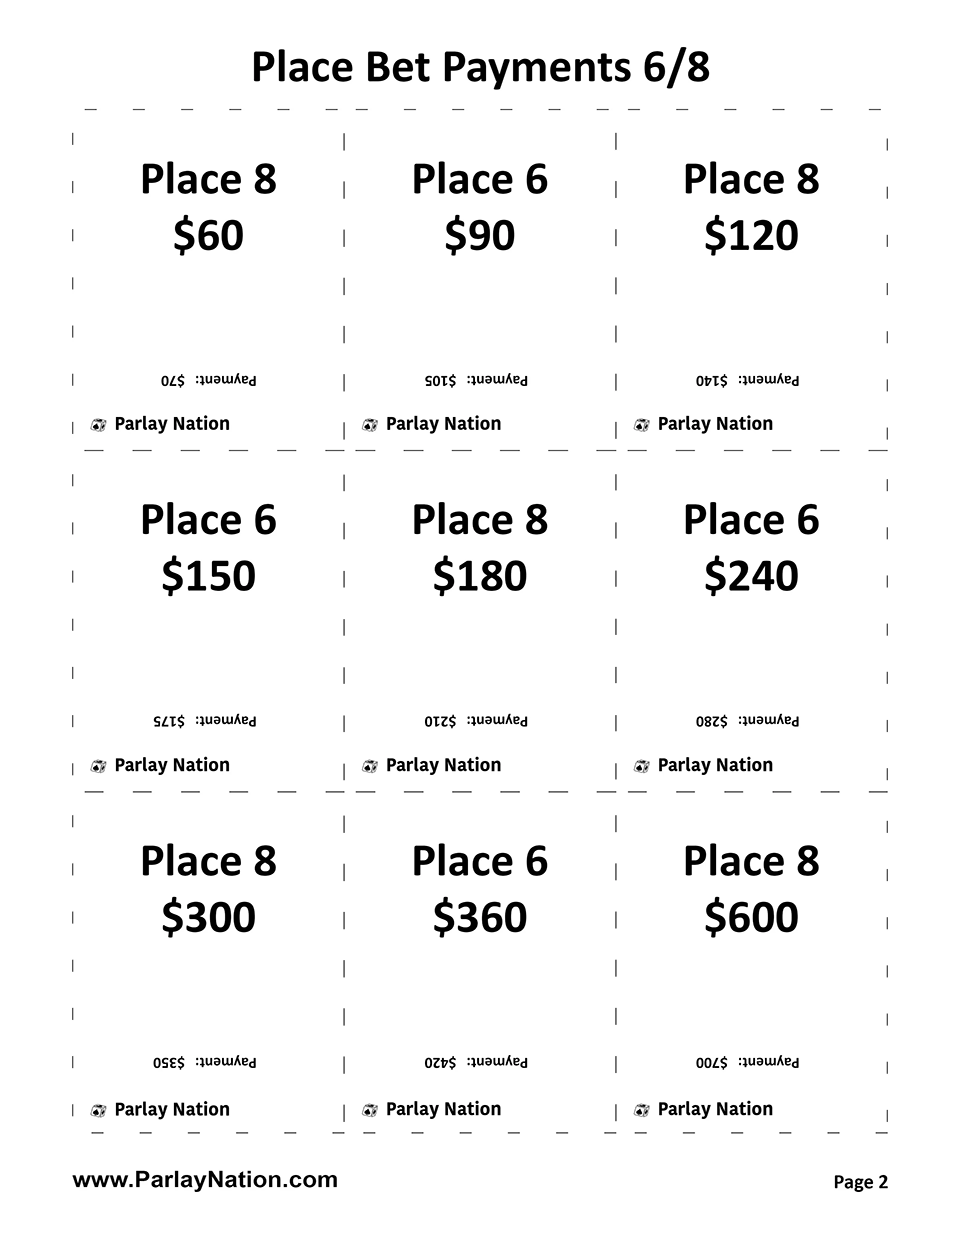 Place Bet Payments 6/8
Place 8
$60
Payment: $70
Parlay Nation
Place 6
$90
Payment: $105
Parlay Nation
Place 8
$120
Payment: $140
Parlay Nation
Place 6
$150
Payment: $175
Parlay Nation
Place 8
$180
Payment: $210
Parlay Nation
Place 6
$240
Payment: $280
Parlay Nation
Place 8
$300
Payment: $350
Parlay Nation
Place 6
$360
Payment: $420
Parlay Nation
Place 8
$600
Payment: $700
Parlay Nation
www.ParlayNation.com
Page 2